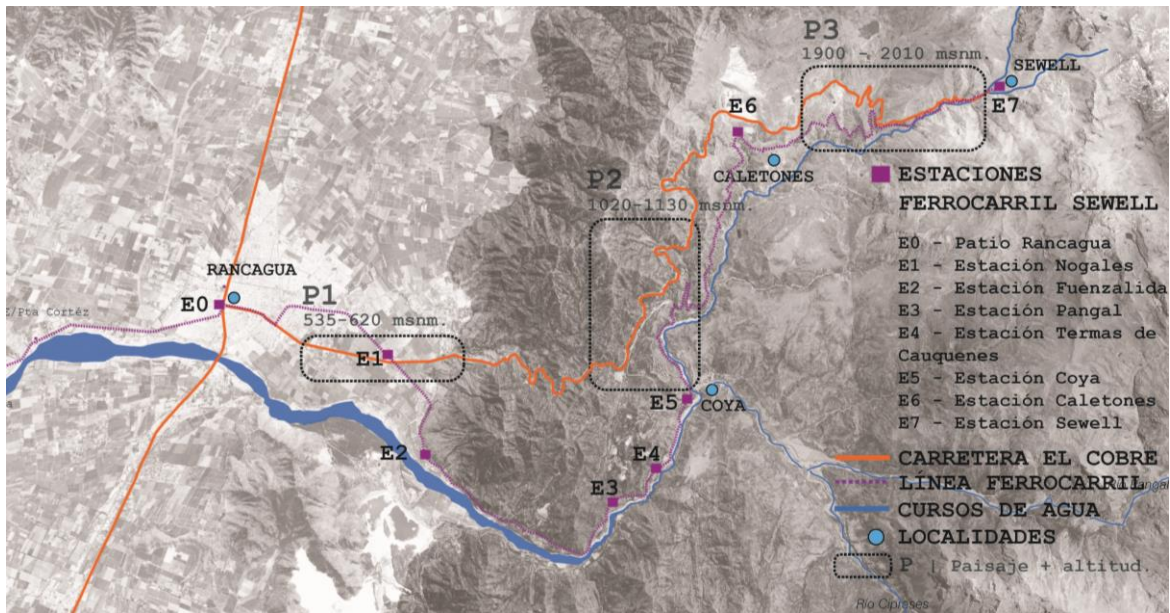 P3
1900 - 2010 msnm.
SEWELL
E7
E6
CALETONES
P2
1020-1130 msnm.
RANCAGUA
E0
E/Pta Cortéz
P1
535-620 msnm.
E1
E2
E3
E4
E5
COYA
ESTACIONES
FERROCARRIL SEWELL
E0 - Patio Rancagua
E1 - Estación Nogales
E2 - Estación Fuenzalida
E3 - Estación Pangal
E4 - Estación Termas de
Cauquenes
E5 - Estación Coya
E6 - Estación Caletones
E7 - Estación Sewell
CARRETERA EL COBRE
LÍNEA FERROCARRIL
CURSOS DE AGUA
LOCALIDADES
P | Paisaje + altitud.
Río Cipreses